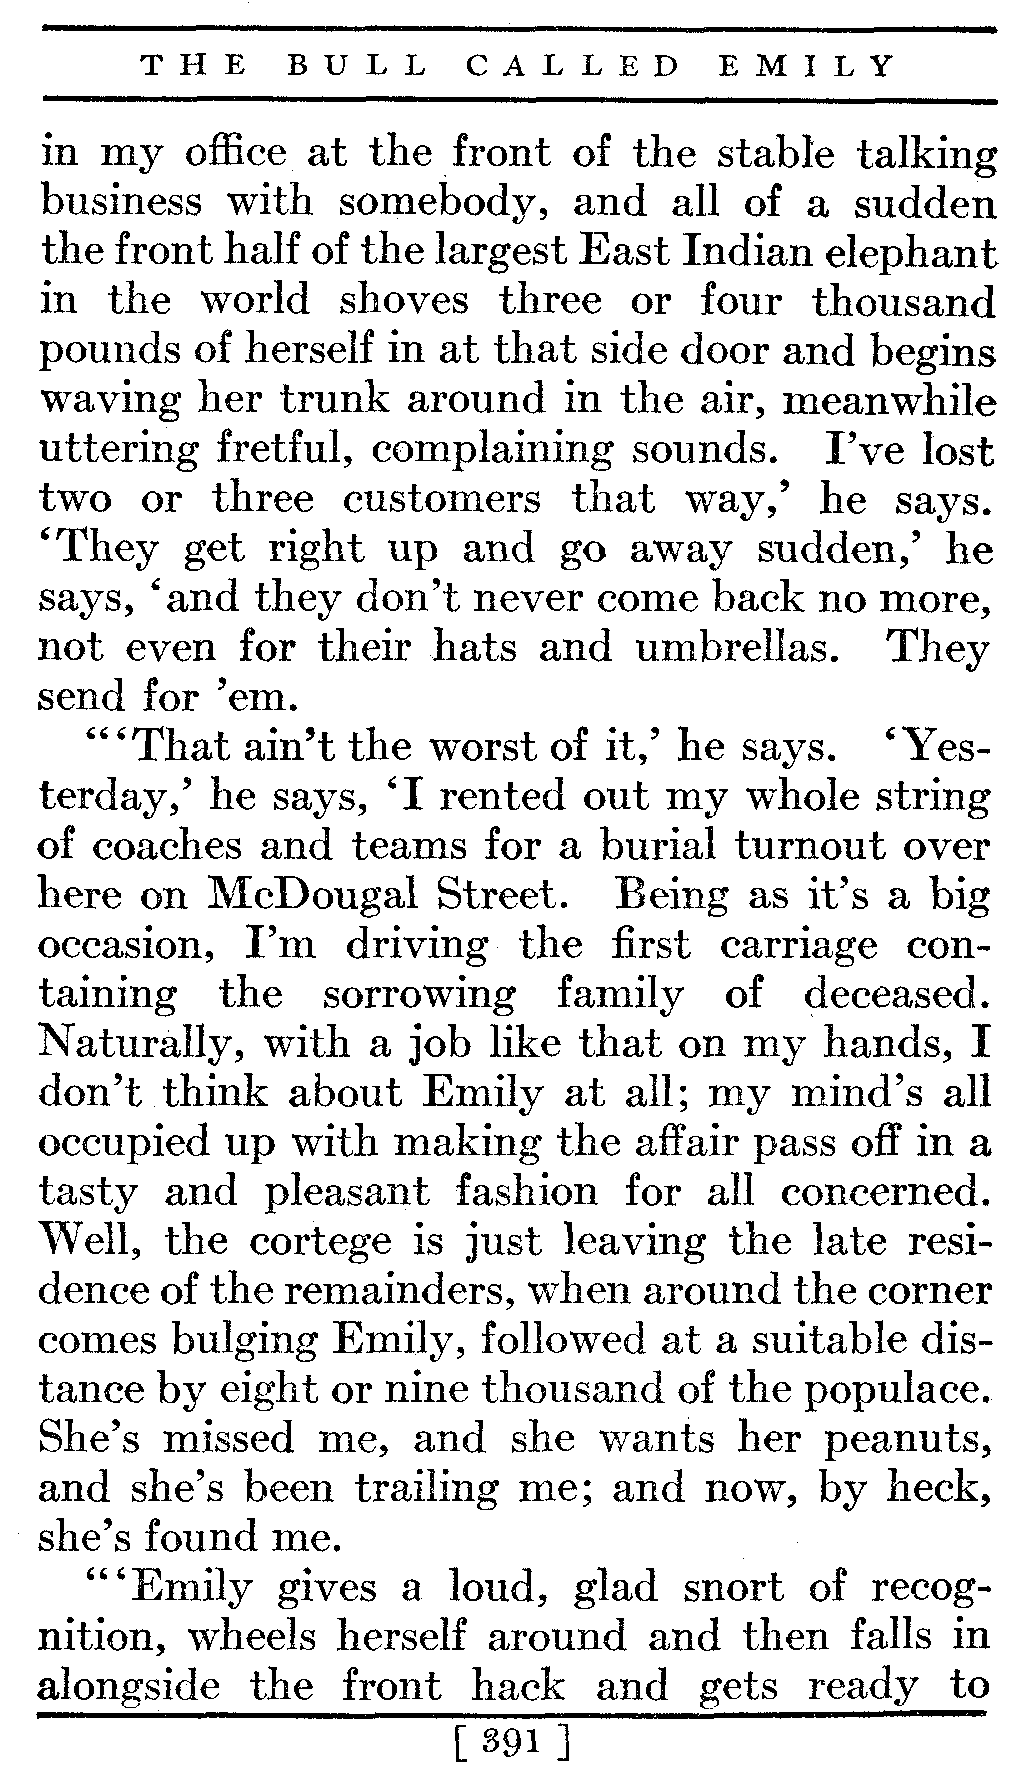 THE BULL CALLED EMILY
in my office at the front of the stable talking
business with somebody, and all of a sudden
the front half of the largest East Indian elephant
in the world shoves three or four thousand
pounds of herself in at that side door and begins
waving her trunk around in the air, meanwhile
uttering fretful, complaining sounds. I've lost
two or three customers that way,' he says.
'They get right up and go away sudden,' he
says, 'and they don't never come back no more,
not even for their hats and umbrellas. They
send for 'em.
"'That ain't the worst of it,' he says. 'Yes-
terday,' he says, 'I rented out my whole string
of coaches and teams for a burial turnout over
here on McDougal Street. Being as it's a big
occasion, I'm driving the first carriage con-
taining the sorrowing family of deceased.
Naturally, with a job like that on my hands, I
don't think about Emily at all; my mind's all
occupied up with making the affair pass off in a
tasty and pleasant fashion for all concerned.
Well, the cortege is just leaving the late resi-
dence of the remainders, when around the corner
comes bulging Emily, followed at a suitable dis-
tance by eight or nine thousand of the populace.
She's missed me, and she wants her peanuts,
and she's been trailing me; and now, by heck,
she's found me.
"'Emily gives a loud, glad snort of recog-
nition, wheels herself around and then falls in
alongside the front hack and gets ready to
[ 391 ]